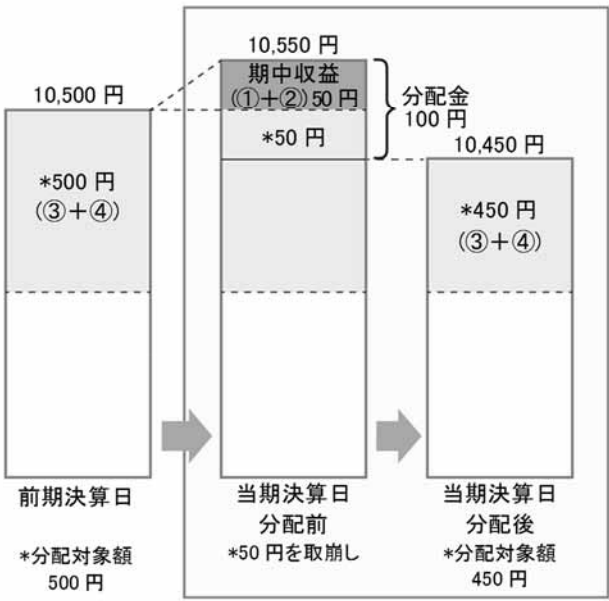 10,500 円
*500 円
(③＋④)
前期決算日
*分配対象額
500 円
10,550 円
期中収益
(①＋②) 50 円
*50 円
分配金
100 円
当期決算日
分配前
*50 円を取崩し
10,450 円
*450 円
(③＋④)
当期決算日
分配後
*分配対象額
450 円